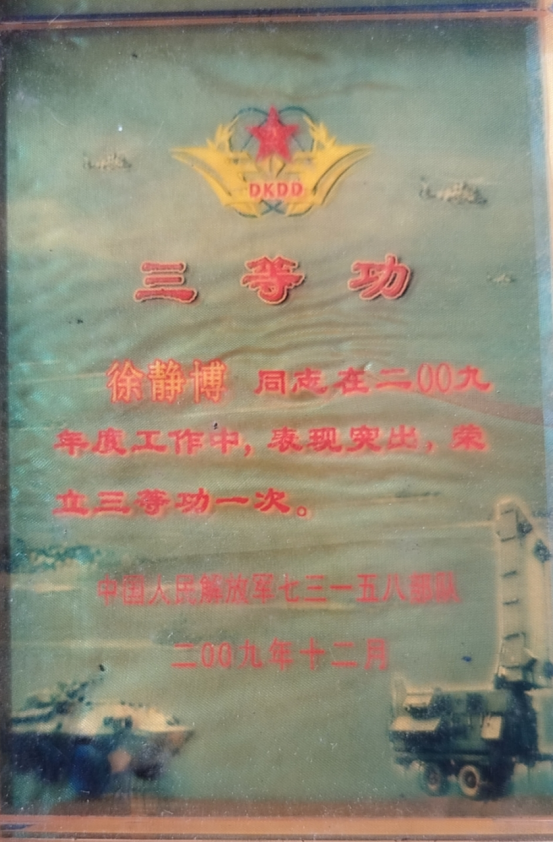 DKDD
三等功
徐静博 同志在二00九
年度工作中，表现突出，荣
立三等功一次。
中国人民解放军七三一五八部队
二00九年十二月